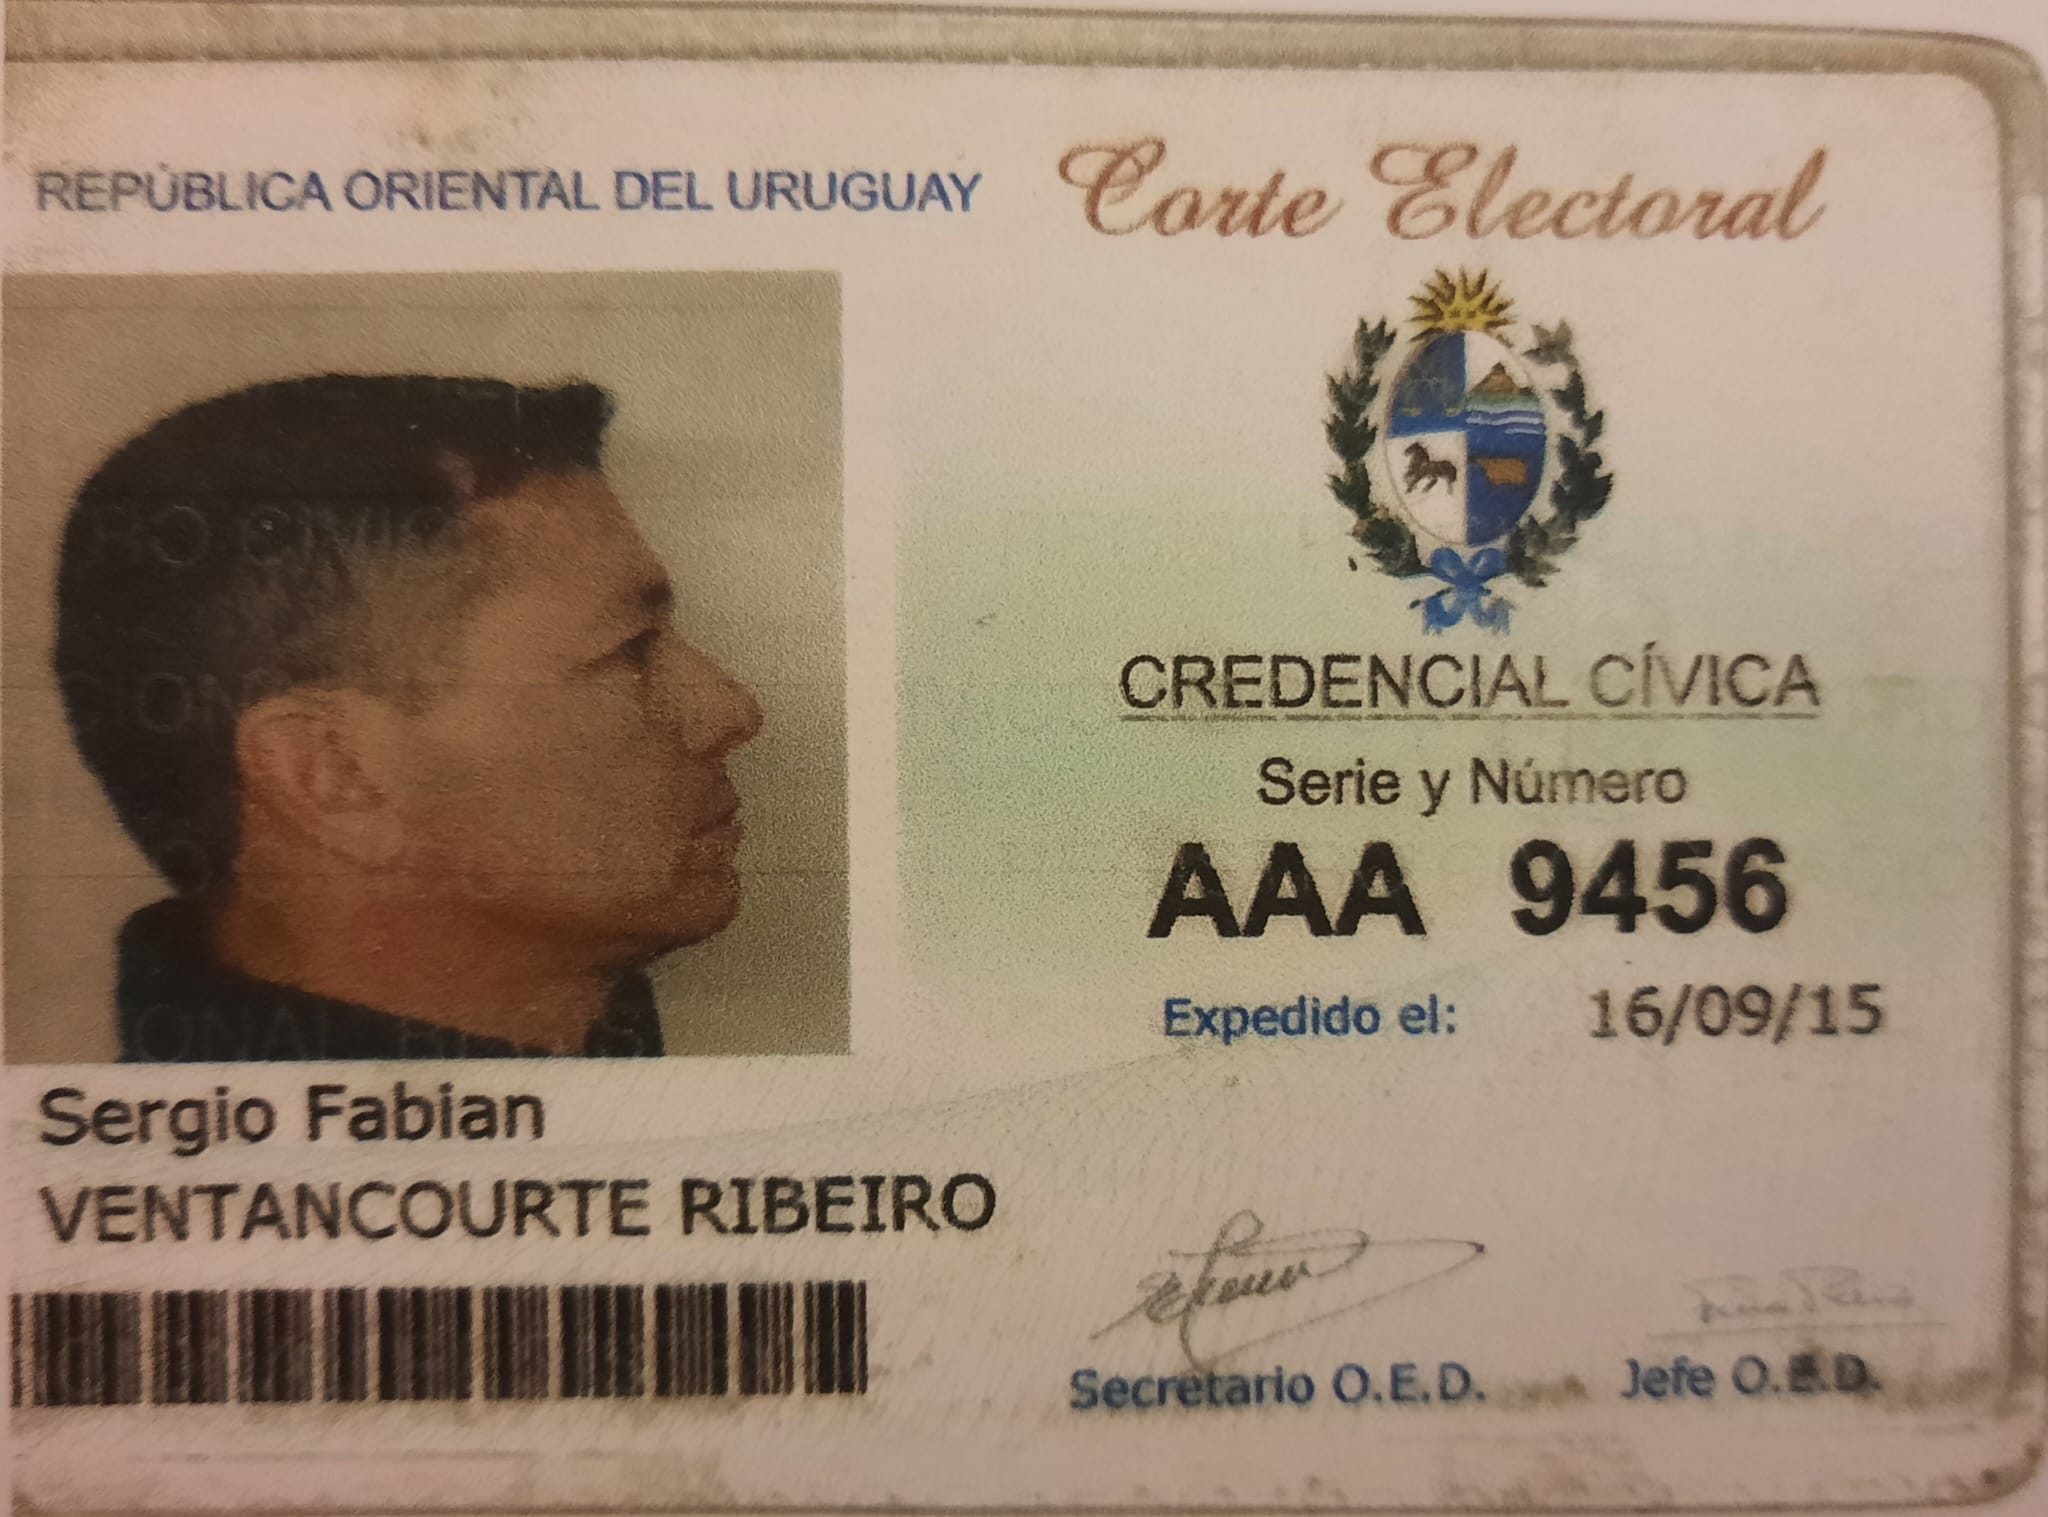 REPÚBLICA ORIENTAL DEL URUGUAY
Corte Electoral
CREDENCIAL CÍVICA
Serie y Número
AAA 9456
Expedido el: 16/09/15
Sergio Fabian
VENTANCOURTE RIBEIRO
Secretario O.E.D.
Jefe O.E.D.